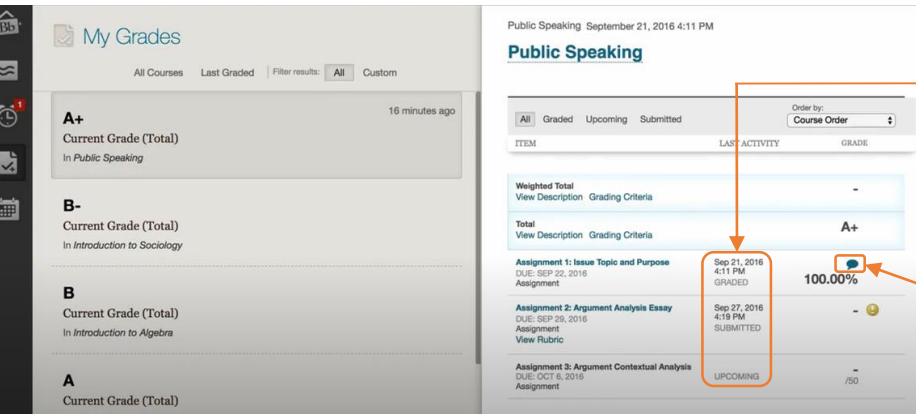 Bb
1
My Grades
All Courses Last Graded Filter results: All Custom
A+ 16 minutes ago
Current Grade (Total)
In Public Speaking
B-
Current Grade (Total)
In Introduction to Sociology
B
Current Grade (Total)
In Introduction to Algebra
A
Current Grade (Total)
Public Speaking September 21, 2016 4:11 PM
Public Speaking
Order by:
All Graded Upcoming Submitted Course Order
ITEM LAST ACTIVITY GRADE
Weighted Total -
View Description Grading Criteria
Total A+
View Description Grading Criteria
Assignment 1: Issue Topic and Purpose Sep 21, 2016
DUE: SEP 22, 2016 4:11 PM
Assignment GRADED 100.00%
Assignment 2: Argument Analysis Essay Sep 27, 2016 -
DUE: SEP 29, 2016 4:19 PM
Assignment SUBMITTED
View Rubric
Assignment 3: Argument Contextual Analysis -
DUE: OCT 6, 2016 UPCOMING /50
Assignment